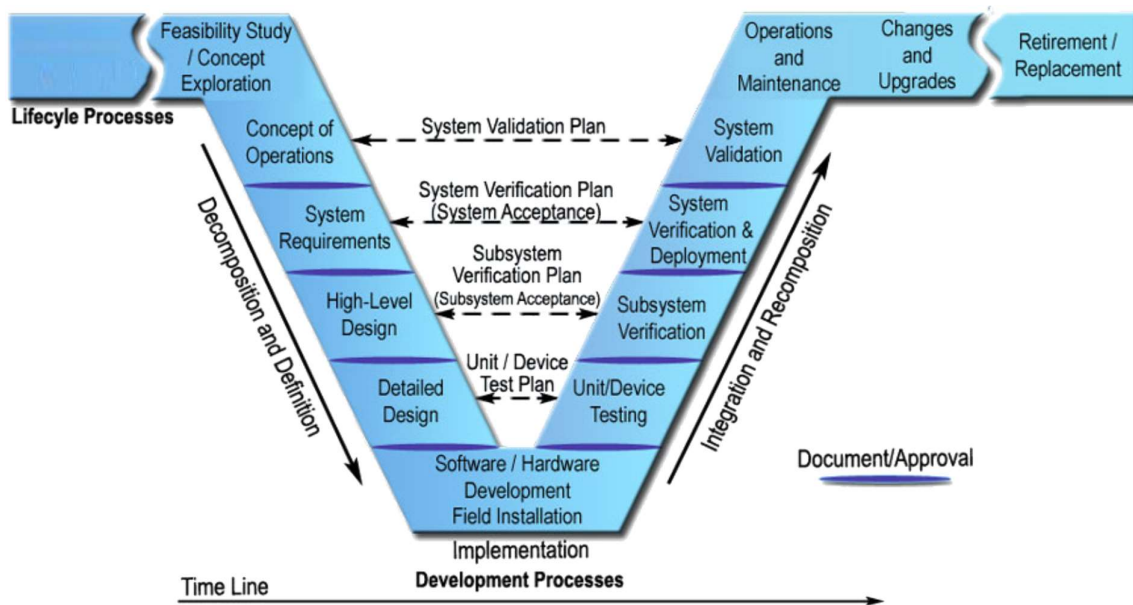 Feasibility Study
/ Concept
Exploration
Operations
and
Maintenance
Changes
and
Upgrades
Retirement /
Replacement
Lifecyle Processes
Concept of
Operations
System Validation Plan
System
Validation
System
Requirements
System Verification Plan
(System Acceptance)
System
Verification &
Deployment
High-Level
Design
Subsystem
Verification Plan
(Subsystem Acceptance)
Subsystem
Verification
Detailed
Design
Unit / Device
Test Plan
Unit/Device
Testing
Decomposition and Definition
Integration and Recomposition
Software / Hardware
Development
Field Installation
Document/Approval
Implementation
Development Processes
Time Line